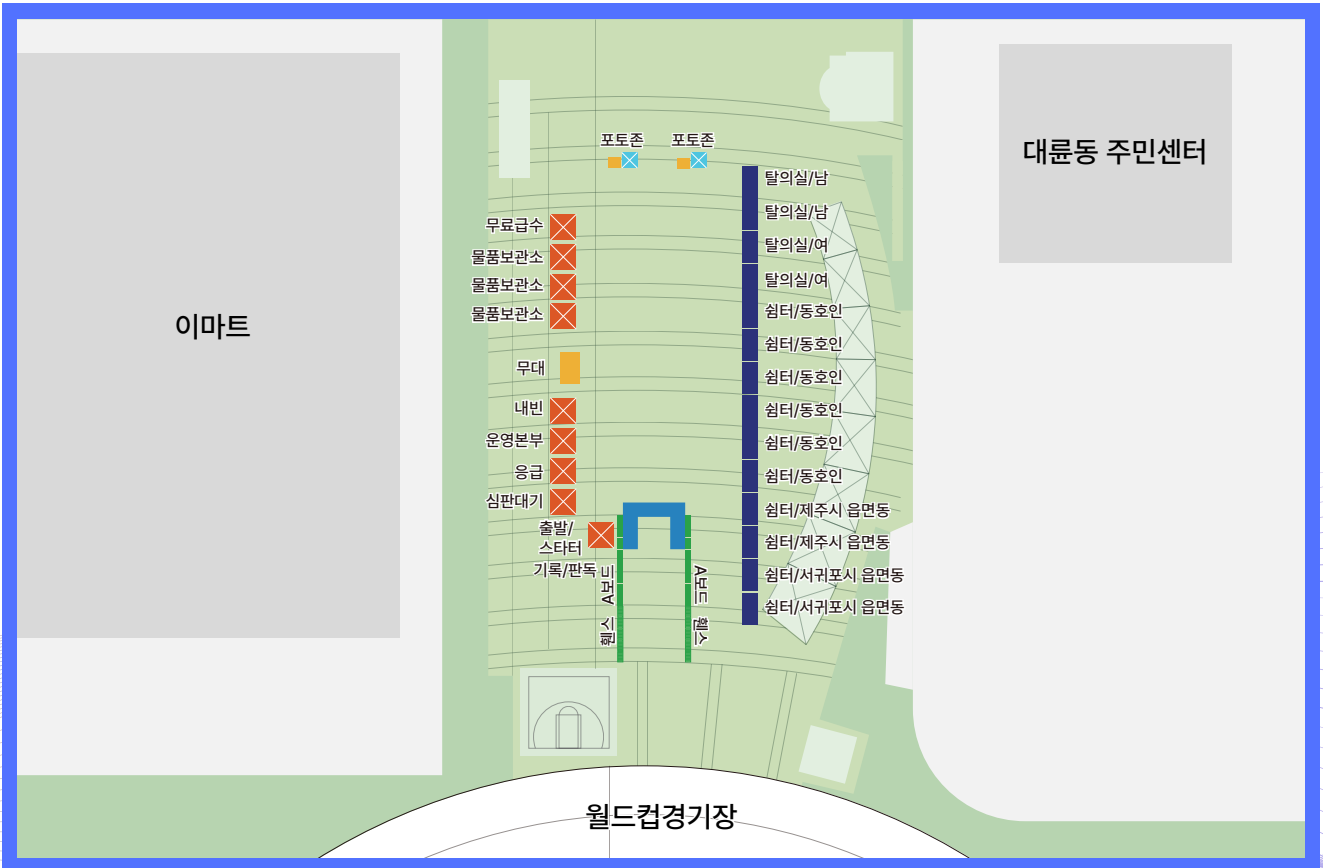 포토존
포토존
대륜동 주민센터
탈의실/남
탈의실/남
탈의실/여
탈의실/여
쉼터/동호인
쉼터/동호인
쉼터/동호인
쉼터/동호인
쉼터/동호인
쉼터/동호인
쉼터/제주시 읍면동
쉼터/제주시 읍면동
쉼터/서귀포시 읍면동
쉼터/서귀포시 읍면동
무료급수
물품보관소
물품보관소
물품보관소
이마트
무대
내빈
운영본부
응급
심판대기
출발/
스타터
기록/판독
A보드
A보드
휀스
휀스
월드컵경기장